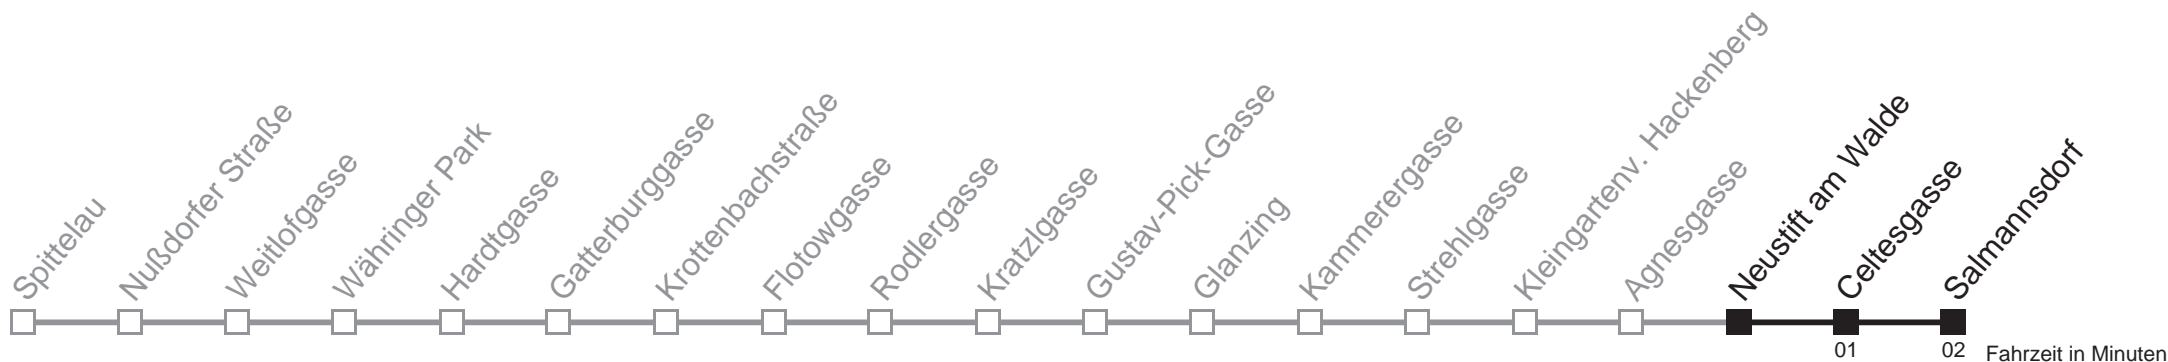 Spittelau
Nußdorfer Straße
Weitlofgasse
Währinger Park
Hardtgasse
Gatterburggasse
Krottenbachstraße
Flotowgasse
Rodlergasse
Kratzlgasse
Gustav-Pick-Gasse
Glanzing
Kammerergasse
Strehlgasse
Kleingartenv. Hackenberg
Agnesgasse
Neustift am Walde
Celtesgasse
Salmannsdorf
01
02
Fahrzeit in Minuten